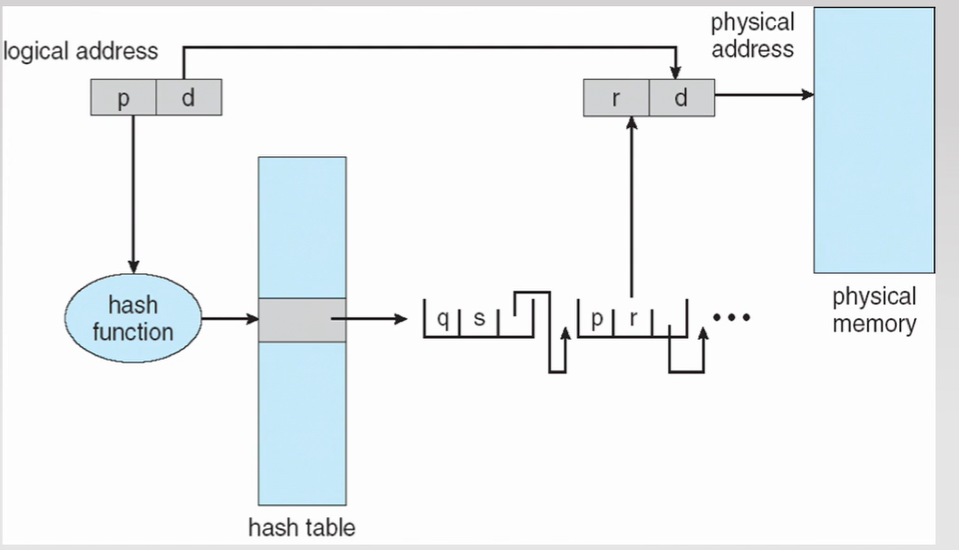 logical address
physical
address
p d
r d
hash
function
q s
p r
...
physical
memory
hash table